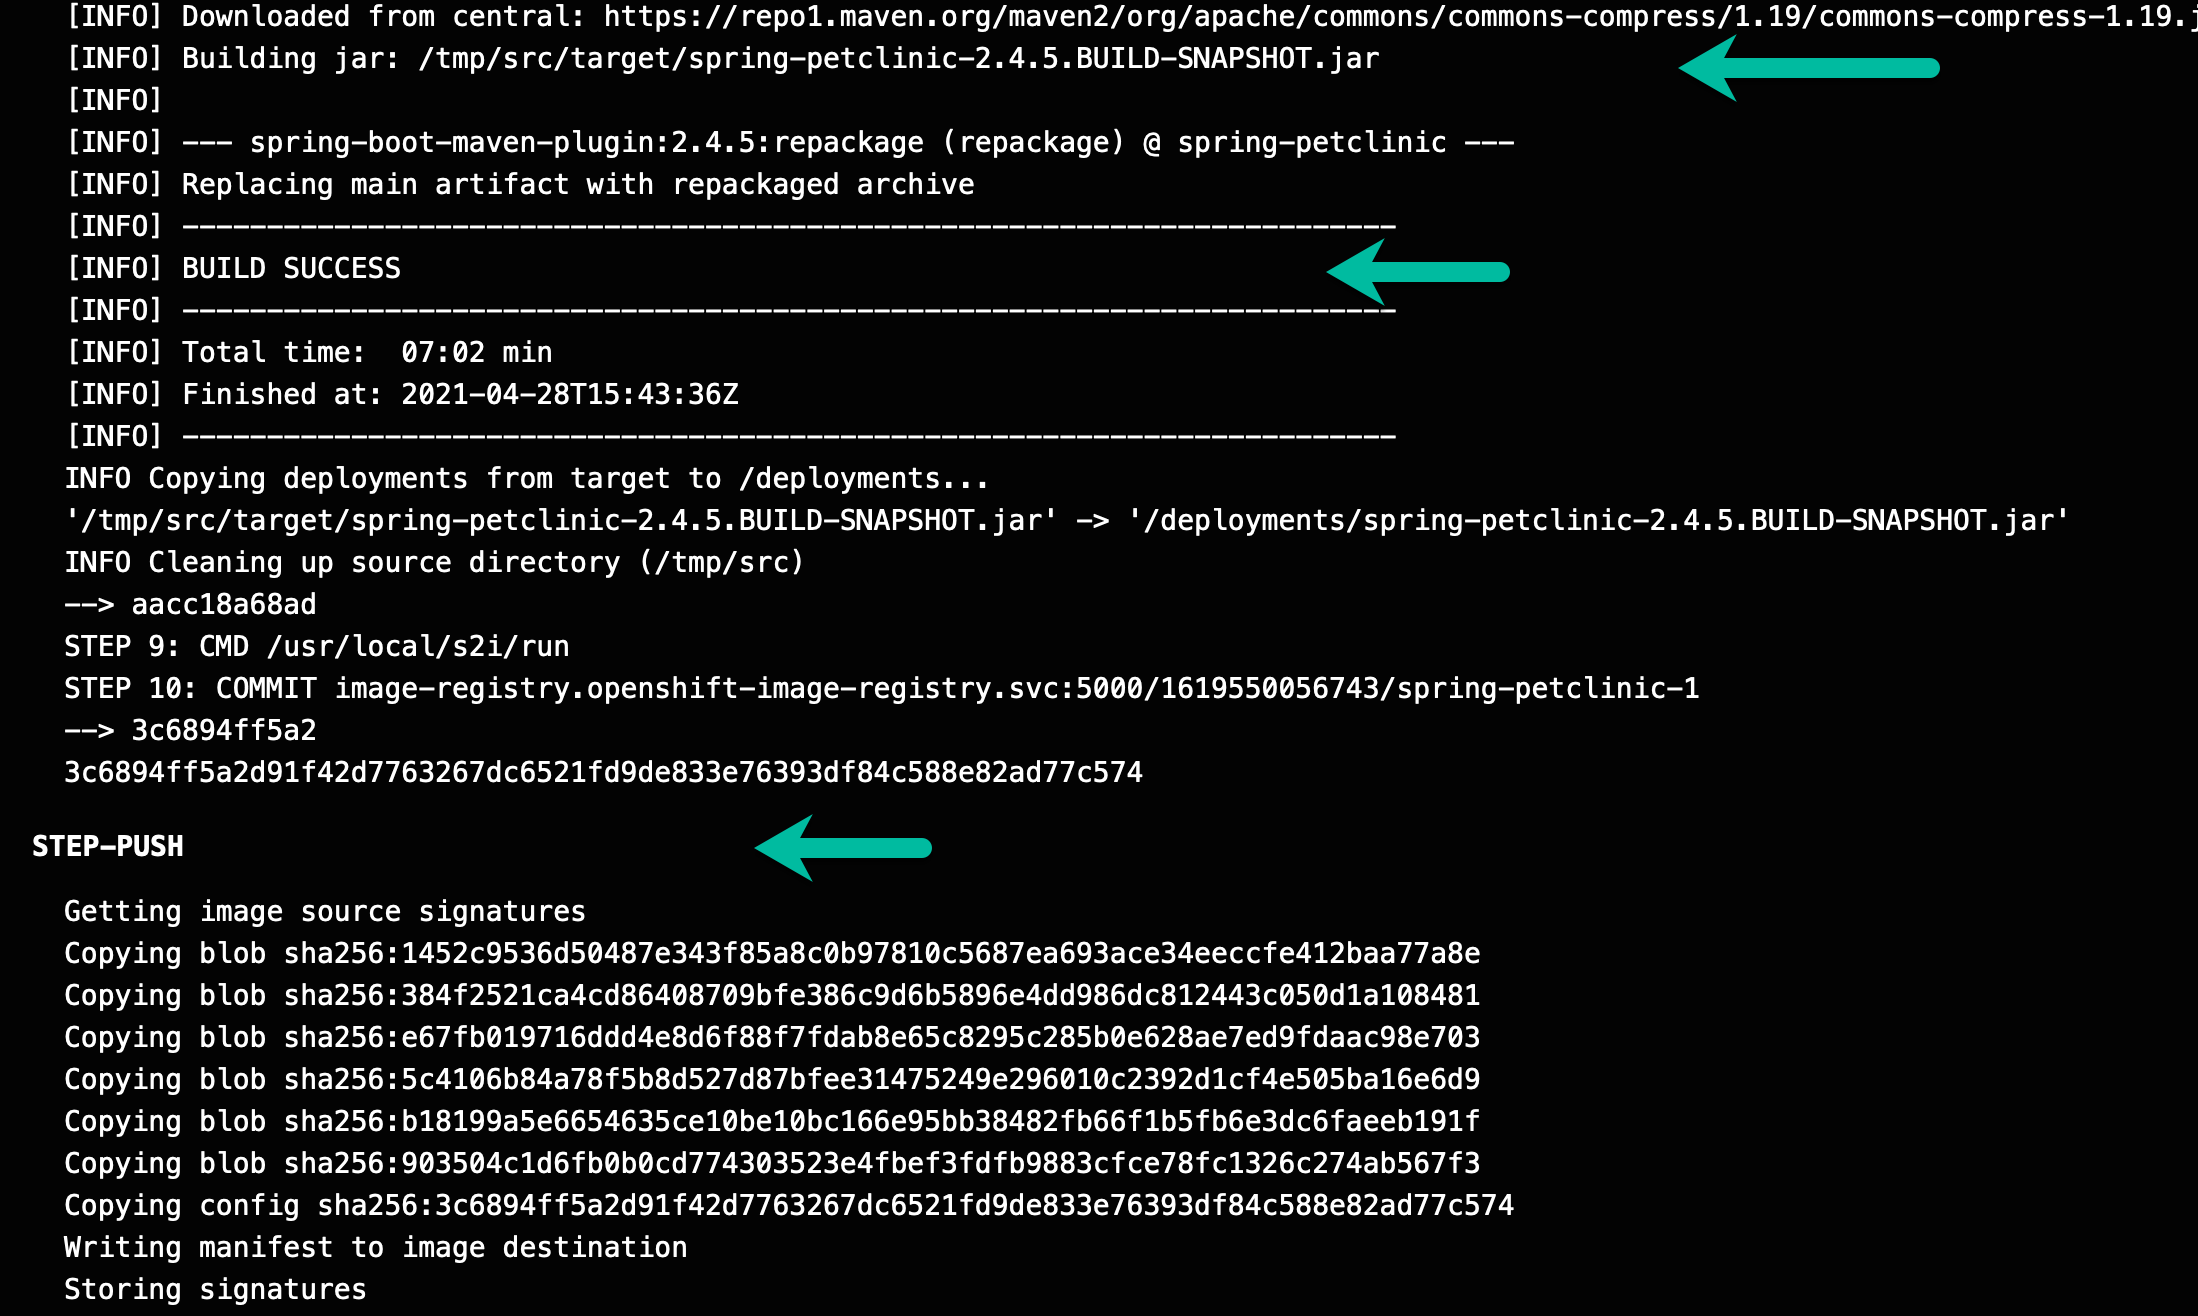 [INFO] Downloaded from central: https://repo1.maven.org/maven2/org/apache/commons/commons-compress/1.19/commons-compress-1.19.j
[INFO] Building jar: /tmp/src/target/spring-petclinic-2.4.5.BUILD-SNAPSHOT.jar
[INFO]
[INFO] --- spring-boot-maven-plugin:2.4.5:repackage (repackage) @ spring-petclinic ---
[INFO] Replacing main artifact with repackaged archive
[INFO] ------------------------------------------------------------------------
[INFO] BUILD SUCCESS
[INFO] ------------------------------------------------------------------------
[INFO] Total time:  07:02 min
[INFO] Finished at: 2021-04-28T15:43:36Z
[INFO] ------------------------------------------------------------------------
INFO Copying deployments from target to /deployments...
'/tmp/src/target/spring-petclinic-2.4.5.BUILD-SNAPSHOT.jar' -> '/deployments/spring-petclinic-2.4.5.BUILD-SNAPSHOT.jar'
INFO Cleaning up source directory (/tmp/src)
--> aacc18a68ad
STEP 9: CMD /usr/local/s2i/run
STEP 10: COMMIT image-registry.openshift-image-registry.svc:5000/1619550056743/spring-petclinic-1
--> 3c6894ff5a2
3c6894ff5a2d91f42d7763267dc6521fd9de833e76393df84c588e82ad77c574
STEP-PUSH
Getting image source signatures
Copying blob sha256:1452c9536d50487e343f85a8c0b97810c5687ea693ace34eeccfe412baa77a8e
Copying blob sha256:384f2521ca4cd86408709bfe386c9d6b5896e4dd986dc812443c050d1a108481
Copying blob sha256:e67fb019716ddd4e8d6f88f7fdab8e65c8295c285b0e628ae7ed9fdaac98e703
Copying blob sha256:5c4106b84a78f5b8d527d87bfee31475249e296010c2392d1cf4e505ba16e6d9
Copying blob sha256:b18199a5e6654635ce10be10bc166e95bb38482fb66f1b5fb6e3dc6faeeb191f
Copying blob sha256:903504c1d6fb0b0cd774303523e4fbef3fdfb9883cfce78fc1326c274ab567f3
Copying config sha256:3c6894ff5a2d91f42d7763267dc6521fd9de833e76393df84c588e82ad77c574
Writing manifest to image destination
Storing signatures